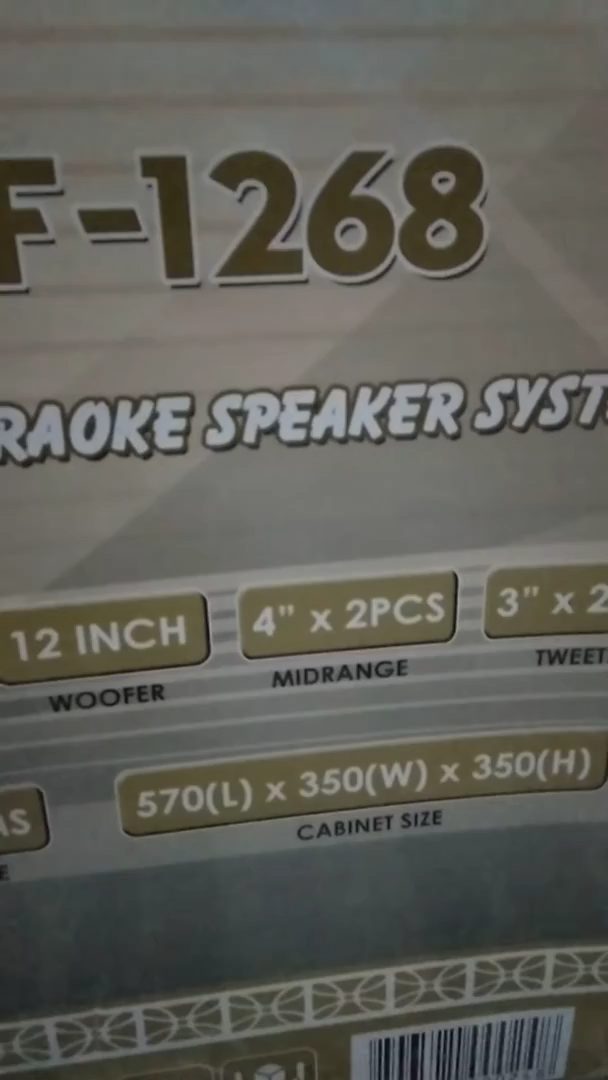 F-1268
RAOKE SPEAKER SYST
12 INCH 4" x 2PCS 3" x 2
WOOFER MIDRANGE TWEET
AS 570(L) x 350(W) x 350(H)
E CABINET SIZE